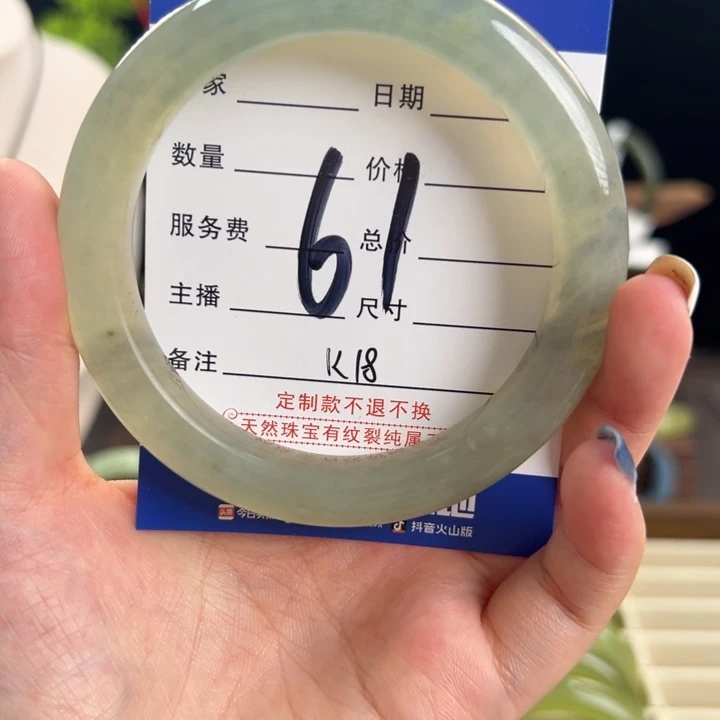 家 日期
数量 价格
61
服务费 总价
主播 尺寸
备注 K18
定制款不退不换
天然珠宝有纹裂纯属
抖音火山版